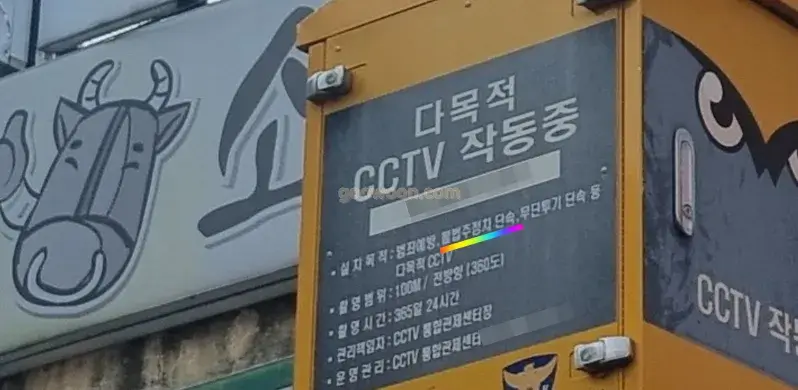 소
다목적
CCTV 작동중
geowoon.com
• 설치목적 : 범죄예방, 불법주정차 단속, 무단투기 단속 등
다목적 CCTV
• 촬영범위 : 100M / 전방향 (360도)
• 촬영시간 : 365일 24시간
• 관리책임자 : CCTV 통합관제센터장
• 운영관리 : CCTV 통합관제센터
CCTV 작동